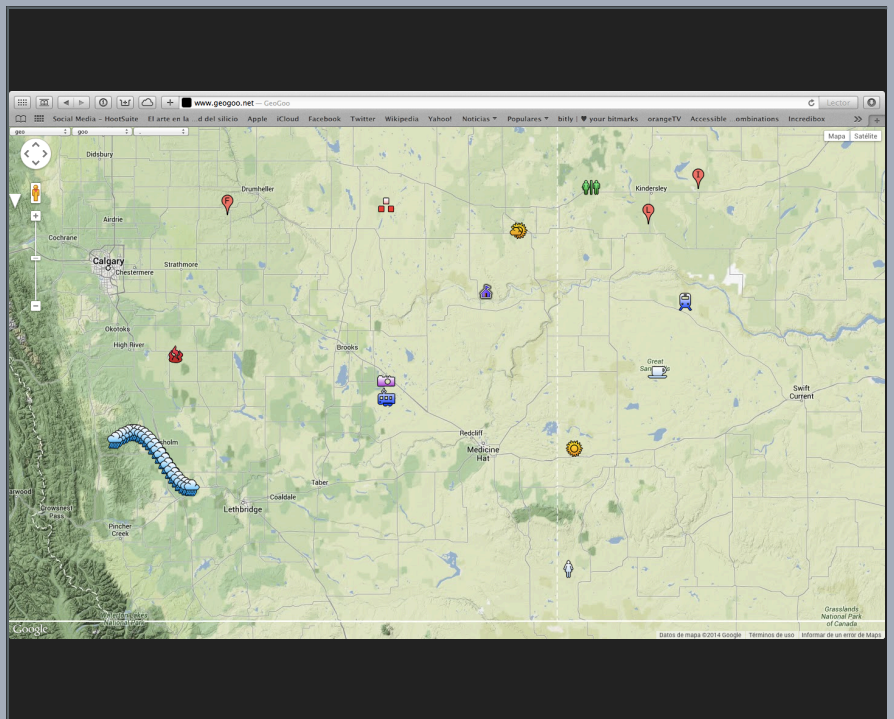 www.geogoo.net — GeoGoo
Lector
Social Media – HootSuite El arte en la ...d del silicio Apple iCloud Facebook Twitter Wikipedia Yahoo! Noticias Populares bitly | ♥ your bitmarks orangeTV Accessible ...ombinations Incredibox
geo goo .
Mapa Satélite
Didsbury
Drumheller
Kindersley
F
I
L
Airdrie
Cochrane
Calgary
Strathmore
Chestermere
Okotoks
High River
Brooks
Great
Swift
Current
holm
Redcliff
Medicine
Hat
Taber
Coaldale
Lethbridge
Crowsnest
Pass
Pincher
Creek
Grasslands
National Park
of Canada
Google
Datos de mapa ©2014 Google Términos de uso Informar de un error de Maps